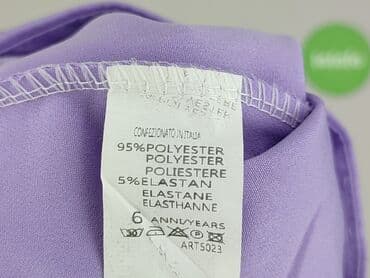 CONFEZIONATO IN ITALIA
95%POLYESTER
POLYESTER
POLIESTERE
5%ELASTAN
ELASTANE
ELASTHANNE
6 ANNI/YEARS
ART5023